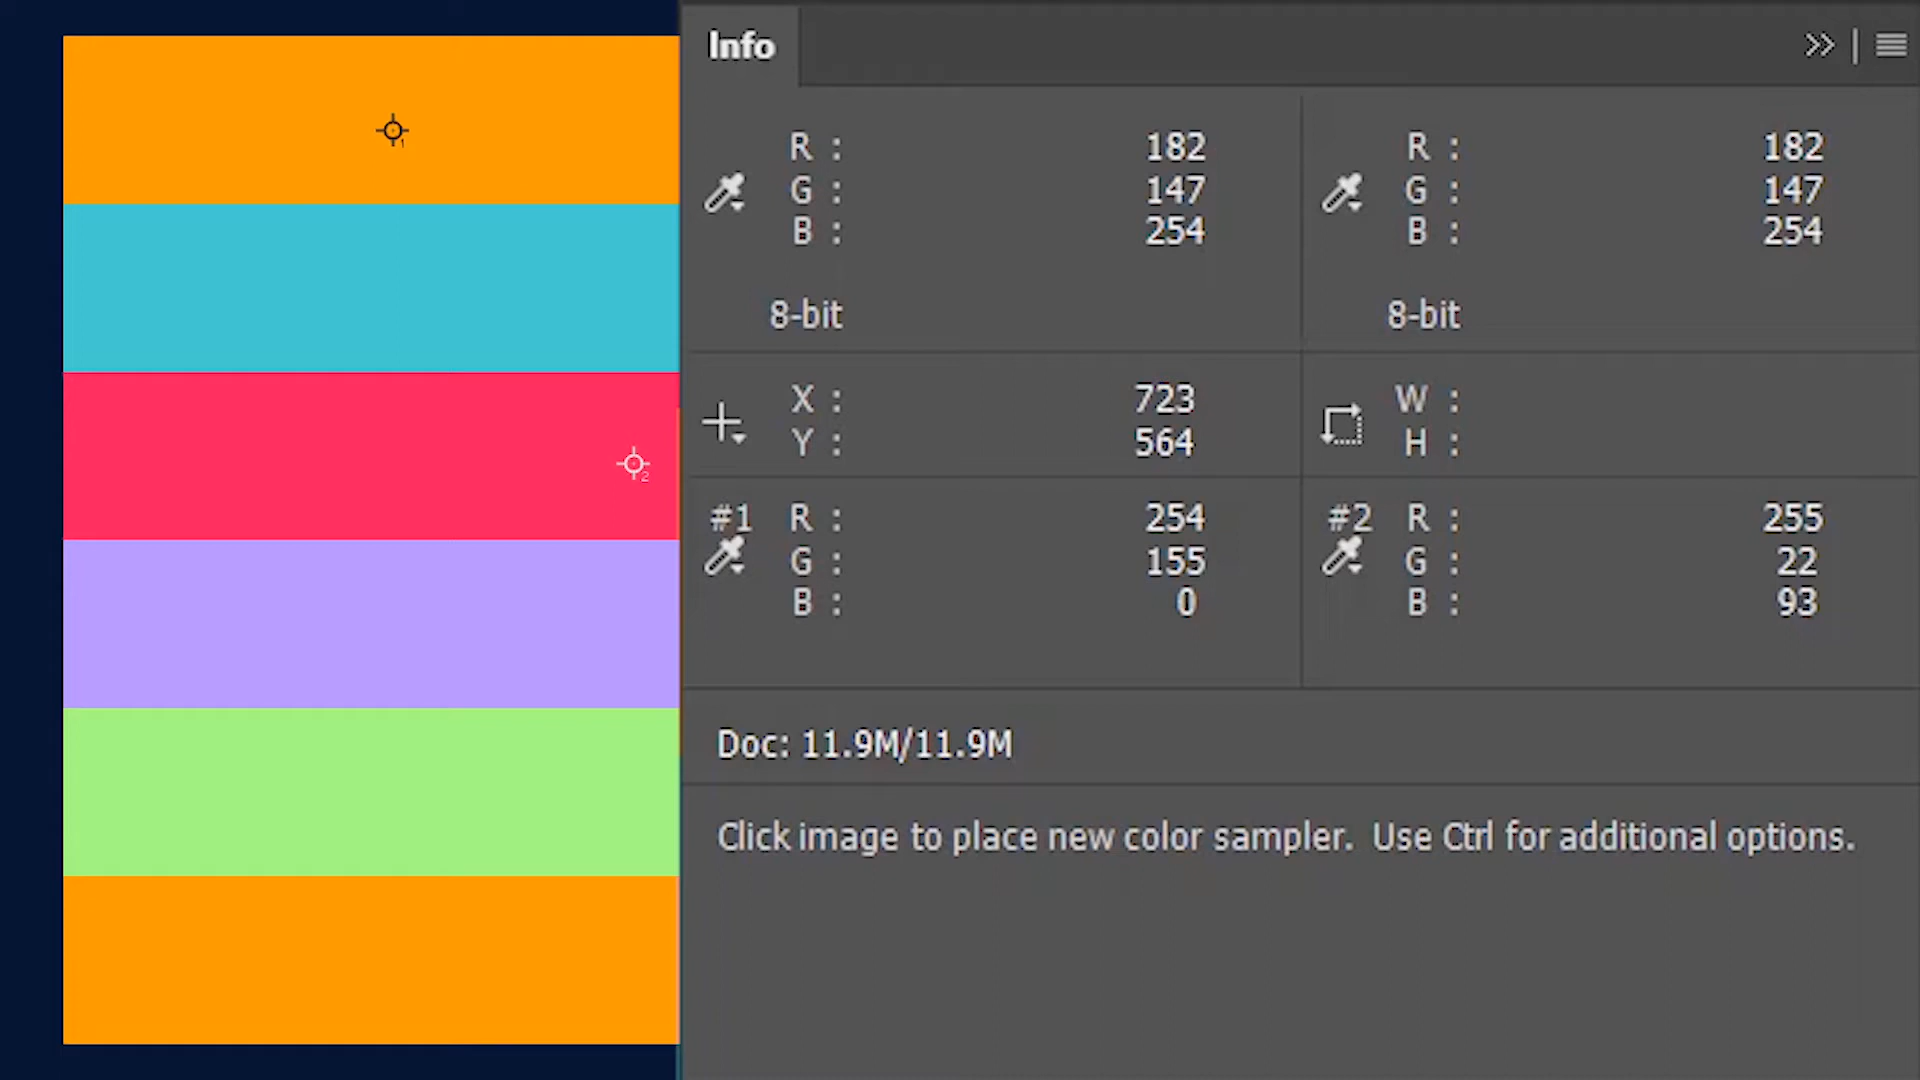 Info
R : 182
G : 147
B : 254
8-bit
R : 182
G : 147
B : 254
8-bit
X : 723
Y : 564
W :
H :
#1 R : 254
G : 155
B : 0
#2 R : 255
G : 22
B : 93
Doc: 11.9M/11.9M
Click image to place new color sampler. Use Ctrl for additional options.
1
2